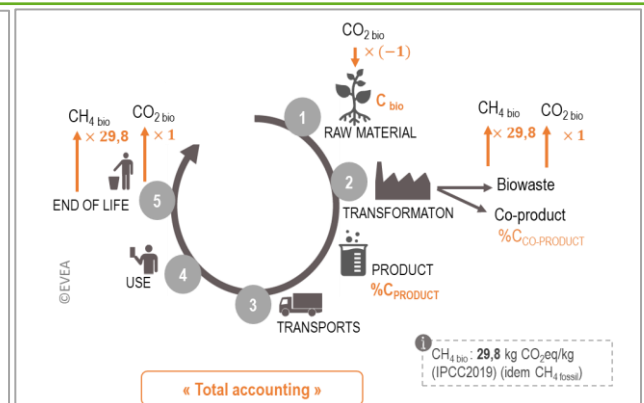 CO2 bio
× (−1)
C bio
1
RAW MATERIAL
CH4 bio
× 29,8
CO2 bio
× 1
2
TRANSFORMATON
Biowaste
Co-product
%CCO-PRODUCT
PRODUCT
%CPRODUCT
3
TRANSPORTS
4
USE
5
END OF LIFE
CH4 bio
× 29,8
CO2 bio
× 1
©EVEA
« Total accounting »
i
CH4 bio : 29,8 kg CO2eq/kg
(IPCC2019) (idem CH4 fossil)